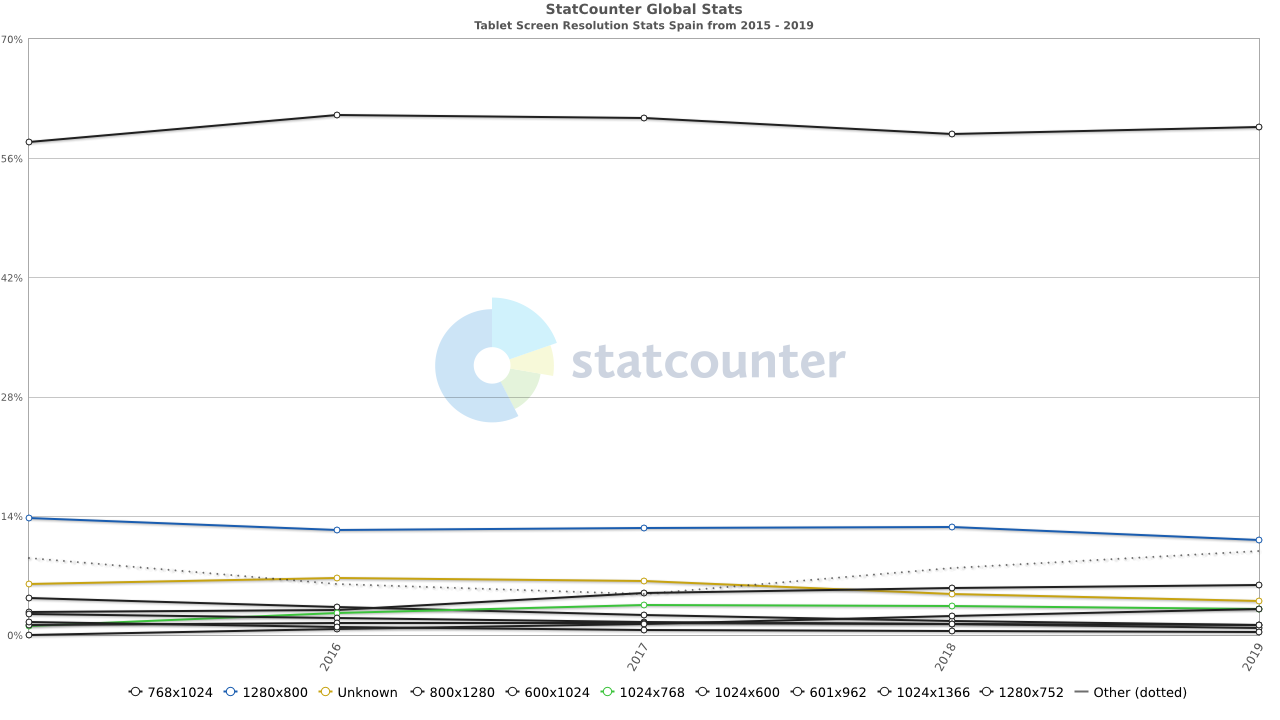 StatCounter Global Stats
Tablet Screen Resolution Stats Spain from 2015 - 2019
70%
56%
42%
28%
14%
0%
statcounter
2016
2017
2018
2019
768x1024 1280x800 Unknown 800x1280 600x1024 1024x768 1024x600 601x962 1024x1366 1280x752 Other (dotted)